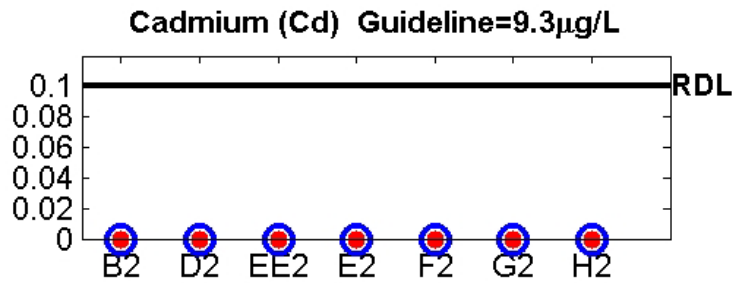 Cadmium (Cd)  Guideline=9.3μg/L
0.1
RDL
0.08
0.06
0.04
0.02
0
B2 D2 EE2 E2 F2 G2 H2